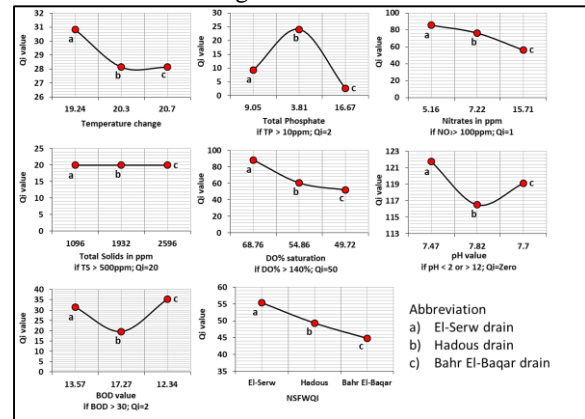 Qi value
32
31
30
29
28
27
26
a
b
c
19.24 20.3 20.7
Temperature change
Qi value
30
25
20
15
10
5
0
a
b
c
9.05 3.81 16.67
Total Phosphate
if TP > 10ppm; Qi=2
Qi value
100
80
60
40
20
0
a
b
c
5.16 7.22 15.71
Nitrates in ppm
if NO₃> 100ppm; Qi=1
Qi value
25
20
15
10
5
0
a
b
c
1096 1932 2596
Total Solids in ppm
if TS > 500ppm; Qi=20
Qi value
100
80
60
40
20
0
a
b
c
68.76 54.86 49.72
DO% saturation
if DO% > 140%; Qi=50
Qi value
123
121
119
117
115
113
111
a
b
c
7.47 7.82 7.7
pH value
if pH < 2 or > 12; Qi=Zero
Qi value
40
35
30
25
20
15
10
5
0
a
b
c
13.57 17.27 12.34
BOD value
if BOD > 30; Qi=2
Qi value
60
55
50
45
40
35
a
b
c
El-Serw Hadous Bahr El-Baqar
NSFWQI
Abbreviation
a) El-Serw drain
b) Hadous drain
c) Bahr El-Baqar drain